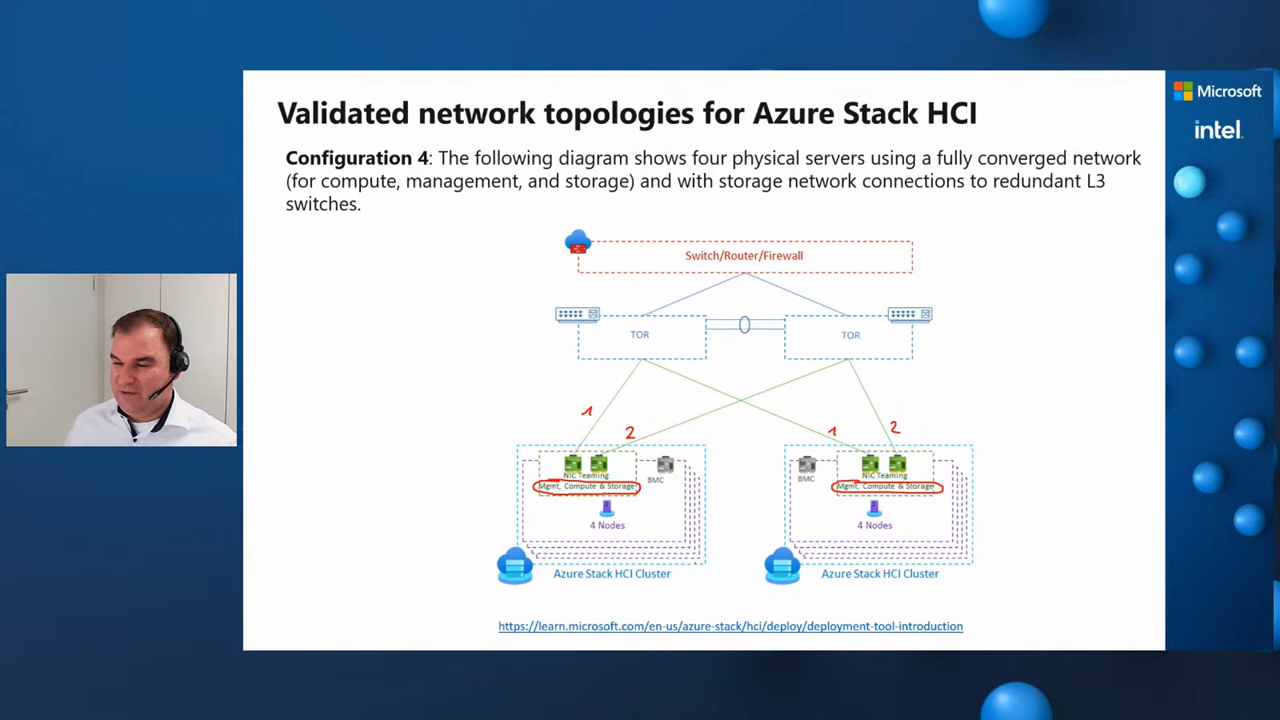 Validated network topologies for Azure Stack HCI
Microsoft
intel.
Configuration 4: The following diagram shows four physical servers using a fully converged network
(for compute, management, and storage) and with storage network connections to redundant L3
switches.
Switch/Router/Firewall
TOR
TOR
1
2
1
2
NIC Teaming
Mgmt, Compute & Storage
BMC
4 Nodes
Azure Stack HCI Cluster
BMC
NIC Teaming
Mgmt, Compute & Storage
4 Nodes
Azure Stack HCI Cluster
https://learn.microsoft.com/en-us/azure-stack/hci/deploy/deployment-tool-introduction